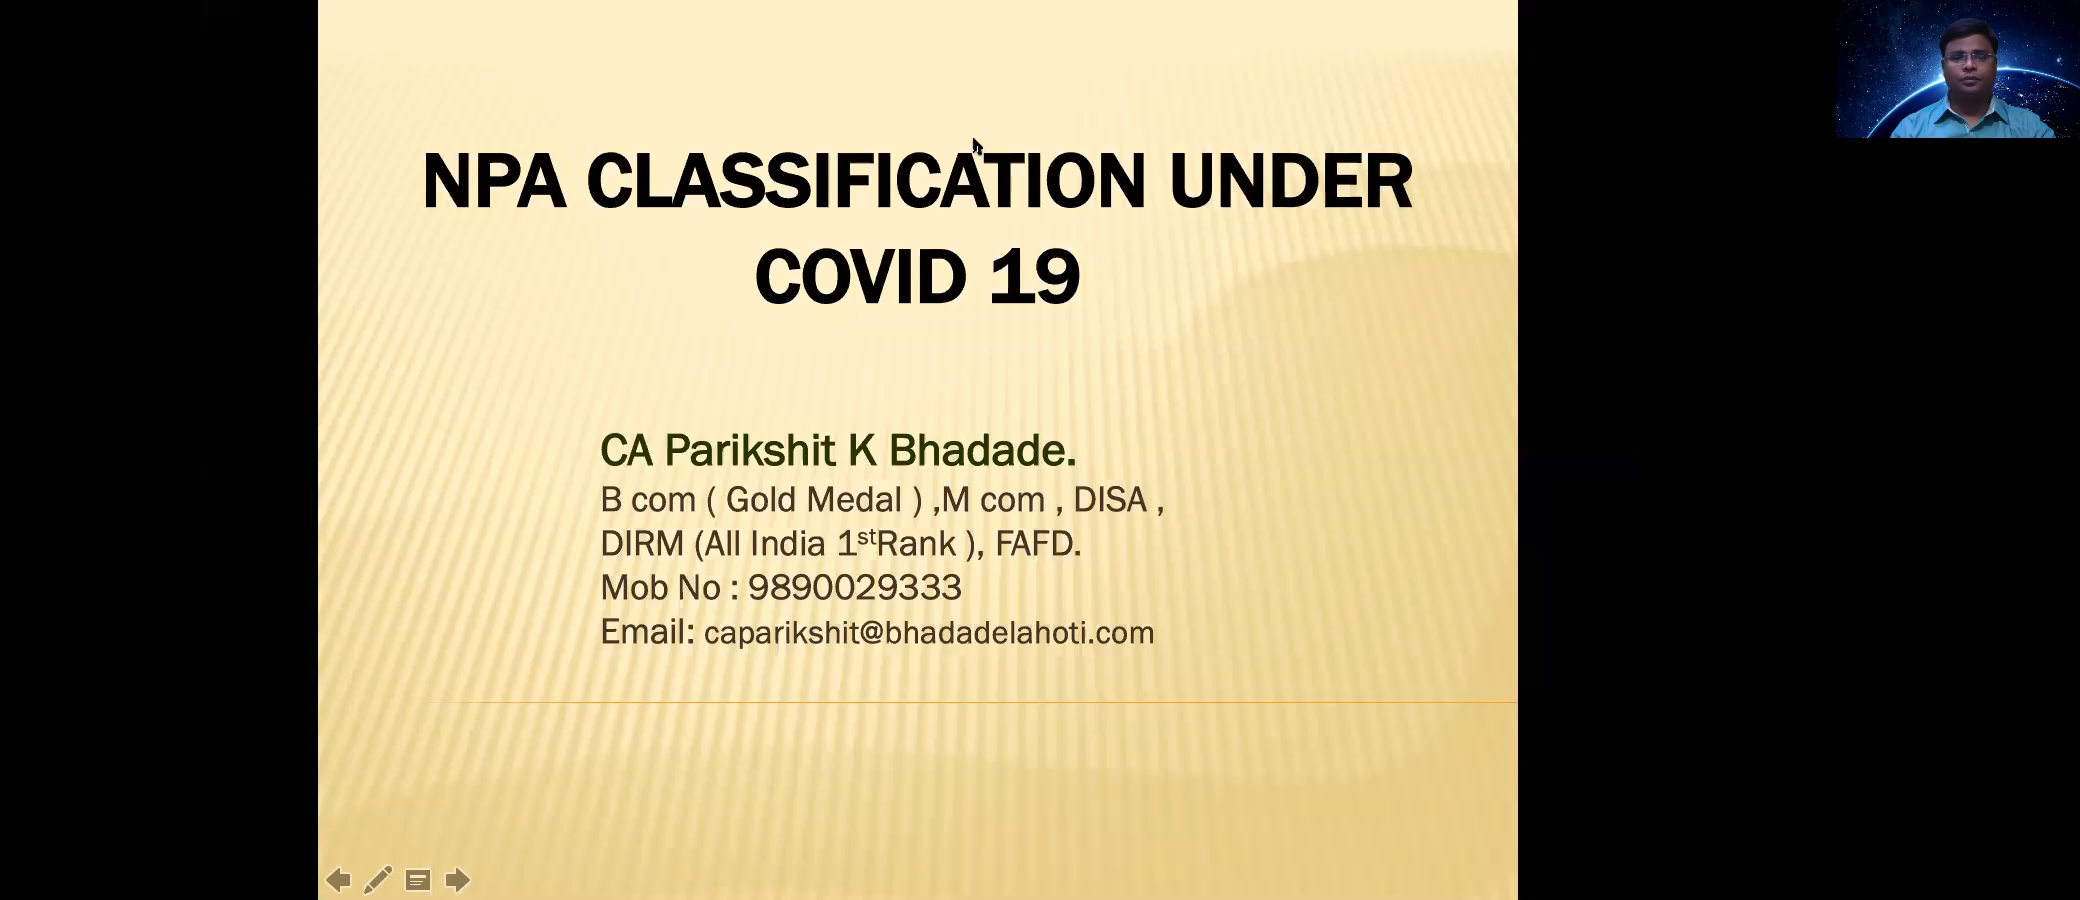 NPA CLASSIFICATION UNDER
COVID 19
CA Parikshit K Bhadade.
B com ( Gold Medal ) ,M com , DISA ,
DIRM (All India 1stRank ), FAFD.
Mob No : 9890029333
Email: caparikshit@bhadadelahoti.com